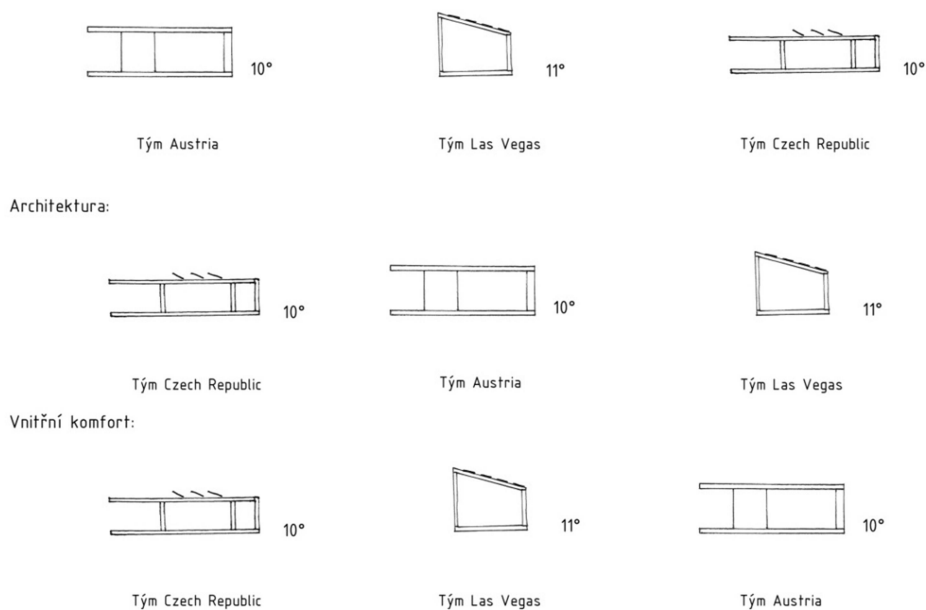 10° 11° 10°
Tým Austria Tým Las Vegas Tým Czech Republic
Architektura:
10° 10° 11°
Tým Czech Republic Tým Austria Tým Las Vegas
Vnitřní komfort:
10° 11° 10°
Tým Czech Republic Tým Las Vegas Tým Austria